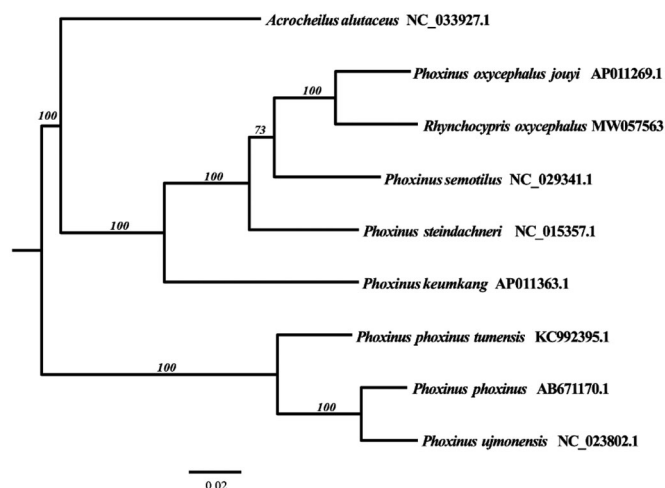 Acrocheilus alutaceus NC_033927.1
100
Phoxinus oxycephalus jouyi AP011269.1
100
Rhynchocypris oxycephalus MW057563
73
Phoxinus semotilus NC_029341.1
100
Phoxinus steindachneri NC_015357.1
100
Phoxinus keumkang AP011363.1
Phoxinus phoxinus tumensis KC992395.1
100
Phoxinus phoxinus AB671170.1
100
Phoxinus ujmonensis NC_023802.1
0.02